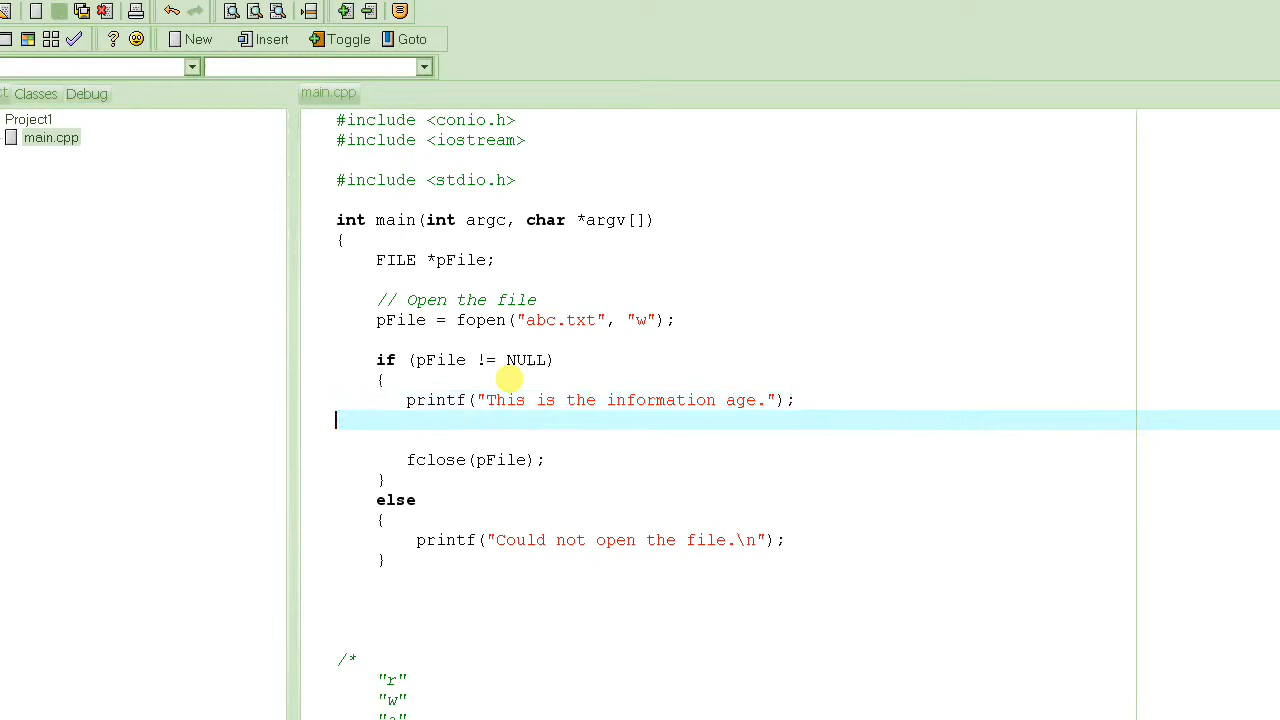 ? New Insert Toggle Goto
Classes Debug main.cpp
Project1
main.cpp
#include <conio.h>
#include <iostream>
#include <stdio.h>
int main(int argc, char *argv[])
{
FILE *pFile;
// Open the file
pFile = fopen("abc.txt", "w");
if (pFile != NULL)
{
printf("This is the information age.");
fclose(pFile);
}
else
{
printf("Could not open the file.\n");
}
/*
"r"
"w"